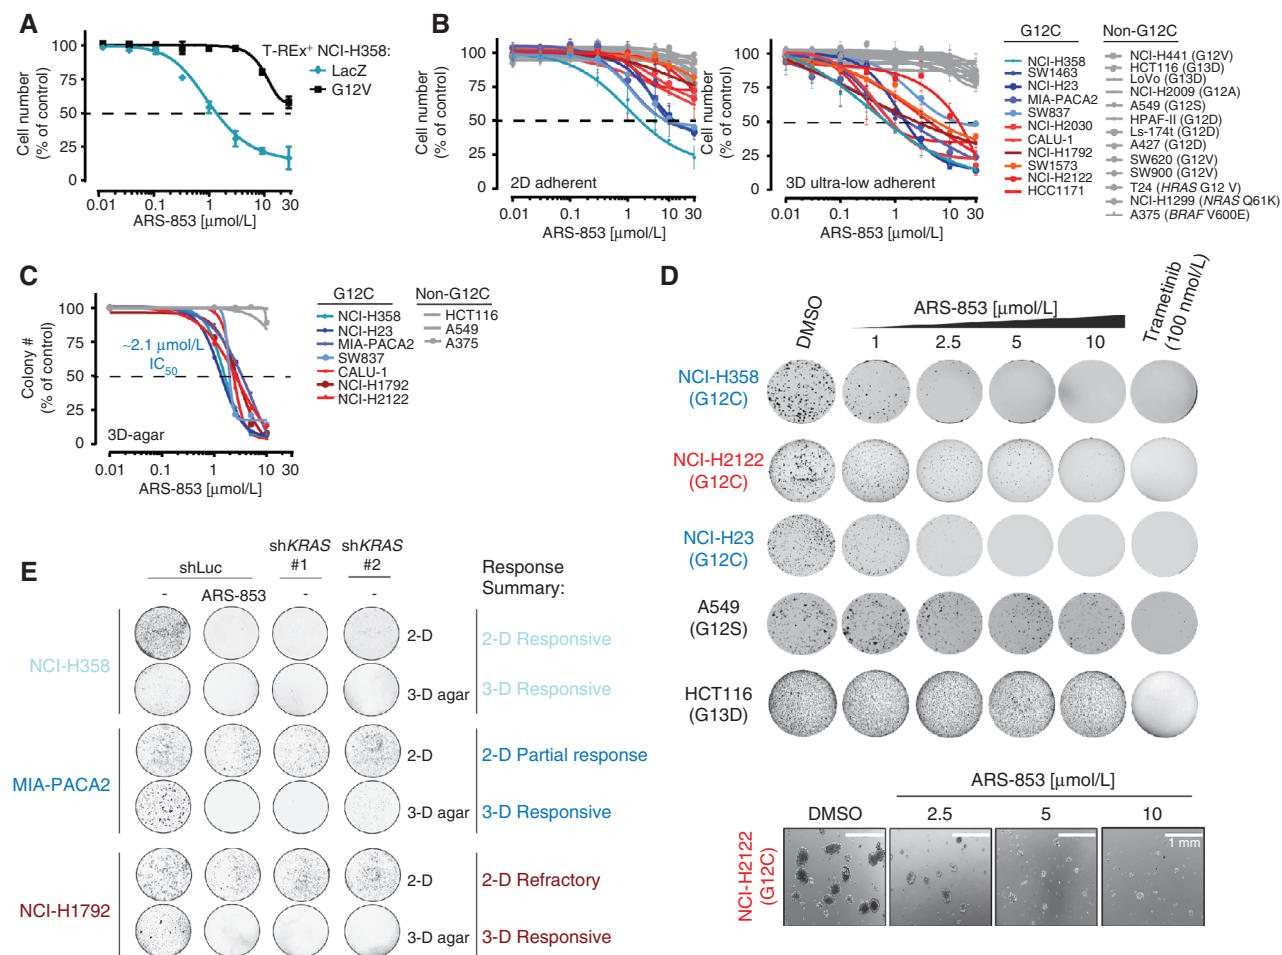 A
100
75
50
25
0
Cell number
(% of control)
T-REx+ NCI-H358:
LacZ
G12V
0.01 0.1 1 10 30
ARS-853 [μmol/L]
B
100
75
50
25
0
Cell number
(% of control)
2D adherent
0.01 0.1 1 10 30
ARS-853 [μmol/L]
100
75
50
25
0
Cell number
(% of control)
3D ultra-low adherent
0.01 0.1 1 10 30
ARS-853 [μmol/L]
G12C
NCI-H358
SW1463
NCI-H23
MIA-PACA2
SW837
NCI-H2030
CALU-1
NCI-H1792
SW1573
NCI-H2122
HCC1171
Non-G12C
NCI-H441 (G12V)
HCT116 (G13D)
LoVo (G13D)
NCI-H2009 (G12A)
A549 (G12S)
HPAF-II (G12D)
Ls-174t (G12D)
A427 (G12D)
SW620 (G12V)
SW900 (G12V)
T24 (HRAS G12 V)
NCI-H1299 (NRAS Q61K)
A375 (BRAF V600E)
C
100
75
50
25
0
Colony #
(% of control)
~2.1 μmol/L
IC50
3D-agar
0.01 0.1 1 10 30
ARS-853 [μmol/L]
G12C
NCI-H358
NCI-H23
MIA-PACA2
SW837
CALU-1
NCI-H1792
NCI-H2122
Non-G12C
HCT116
A549
A375
D
DMSO
ARS-853 [μmol/L]
1 2.5 5 10
Trametinib
(100 nmol/L)
NCI-H358
(G12C)
NCI-H2122
(G12C)
NCI-H23
(G12C)
A549
(G12S)
HCT116
(G13D)
ARS-853 [μmol/L]
DMSO 2.5 5 10
NCI-H2122
(G12C)
1 mm
E
shLuc
shKRAS
#1
shKRAS
#2
Response
Summary:
- ARS-853 - -
NCI-H358
2-D
2-D Responsive
3-D agar
3-D Responsive
MIA-PACA2
2-D
2-D Partial response
3-D agar
3-D Responsive
NCI-H1792
2-D
2-D Refractory
3-D agar
3-D Responsive